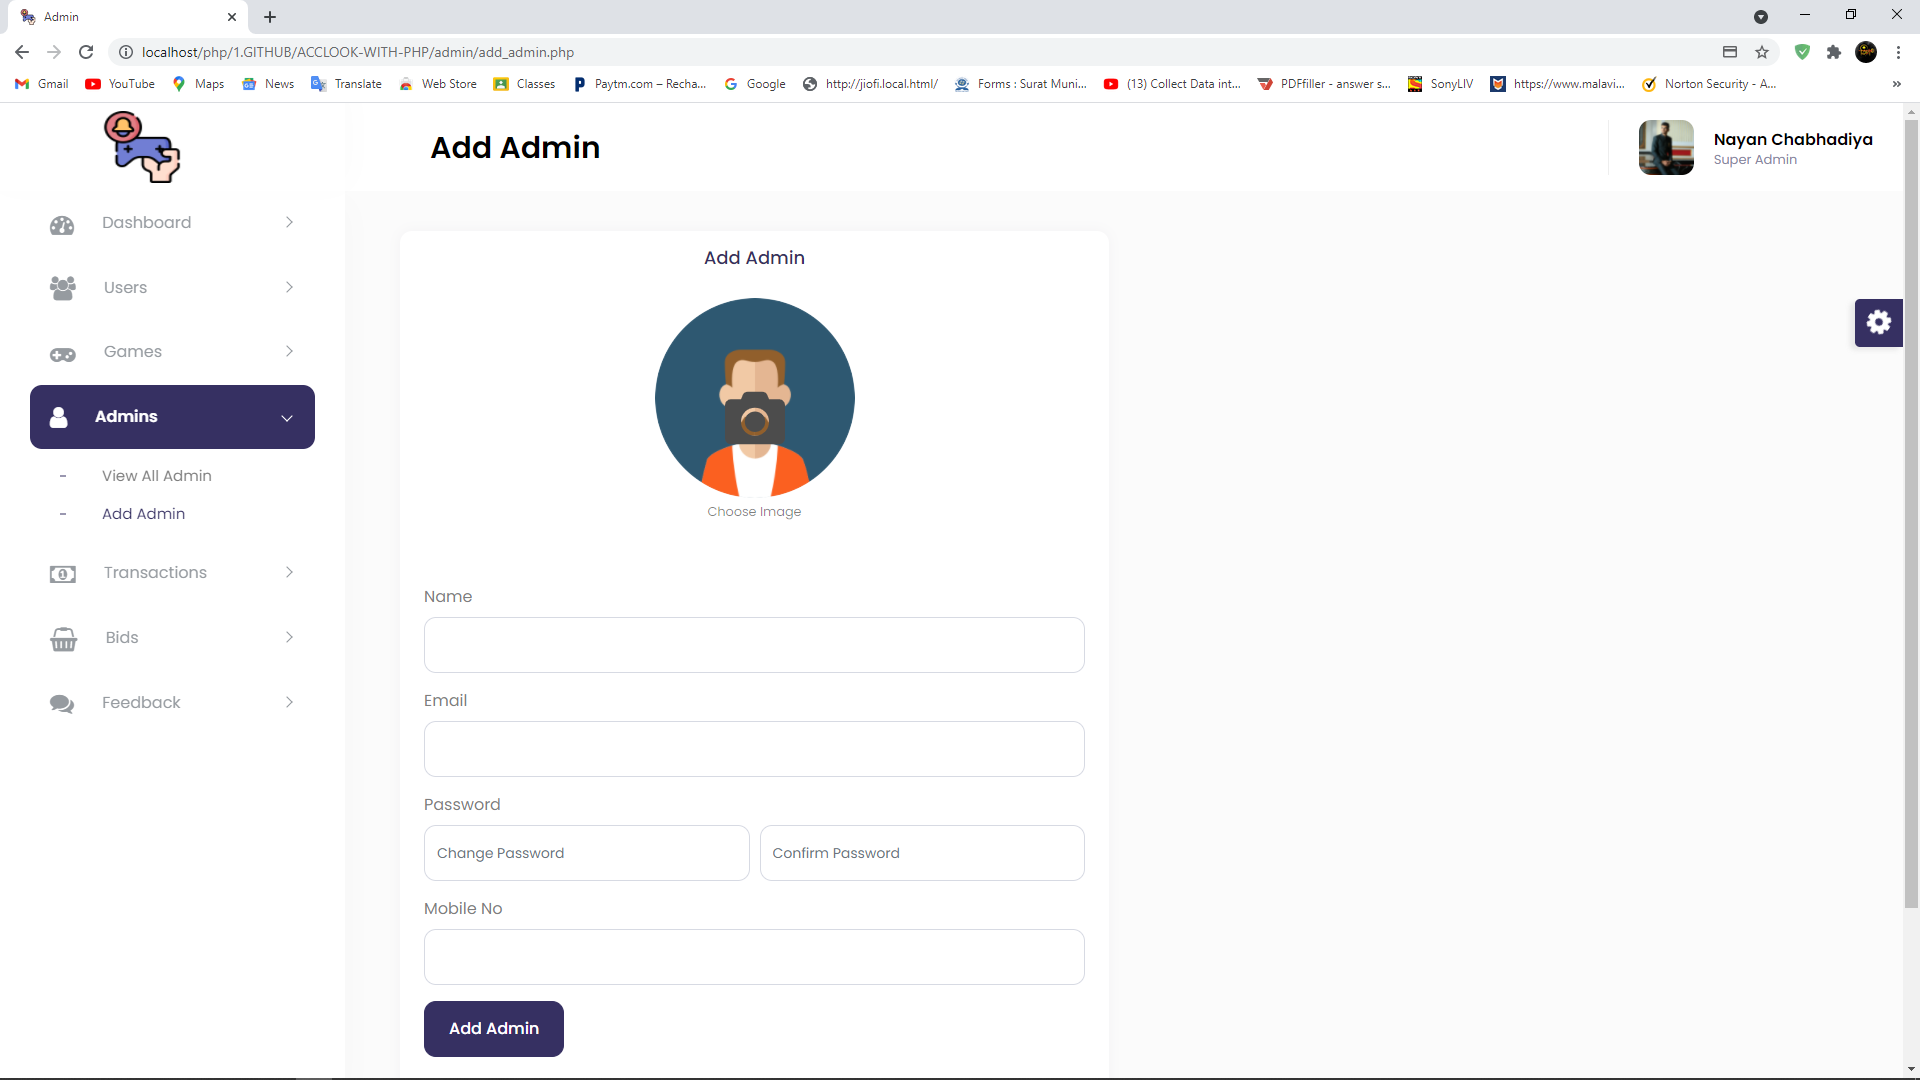 Admin
localhost/php/1.GITHUB/ACCLOOK-WITH-PHP/admin/add_admin.php
Gmail YouTube Maps News Translate Web Store Classes Paytm.com – Recha... Google http://jiofi.local.html/ Forms : Surat Muni... (13) Collect Data int... PDFfiller - answer s... SonyLIV https://www.malavi... Norton Security - A... »
Add Admin
Nayan Chabhadiya
Super Admin
Dashboard
Users
Games
Admins
- View All Admin
- Add Admin
Transactions
Bids
Feedback
Add Admin
Choose Image
Name
Email
Password
Change Password Confirm Password
Mobile No
Add Admin